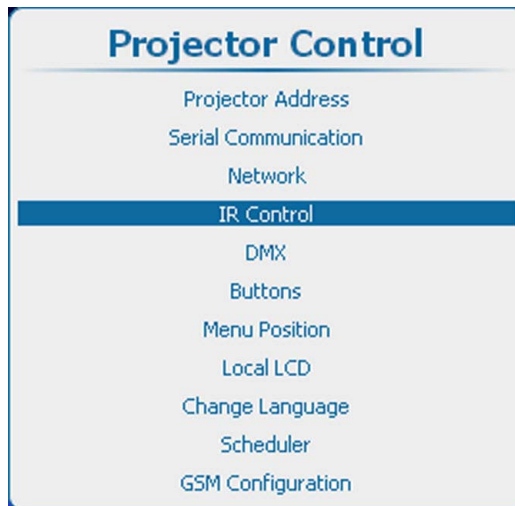 Projector Control
Projector Address
Serial Communication
Network
IR Control
DMX
Buttons
Menu Position
Local LCD
Change Language
Scheduler
GSM Configuration